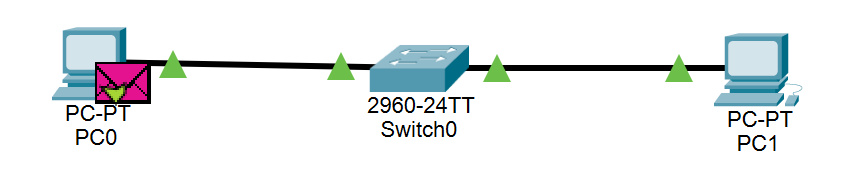 PC-PT
PC0
2960-24TT
Switch0
PC-PT
PC1